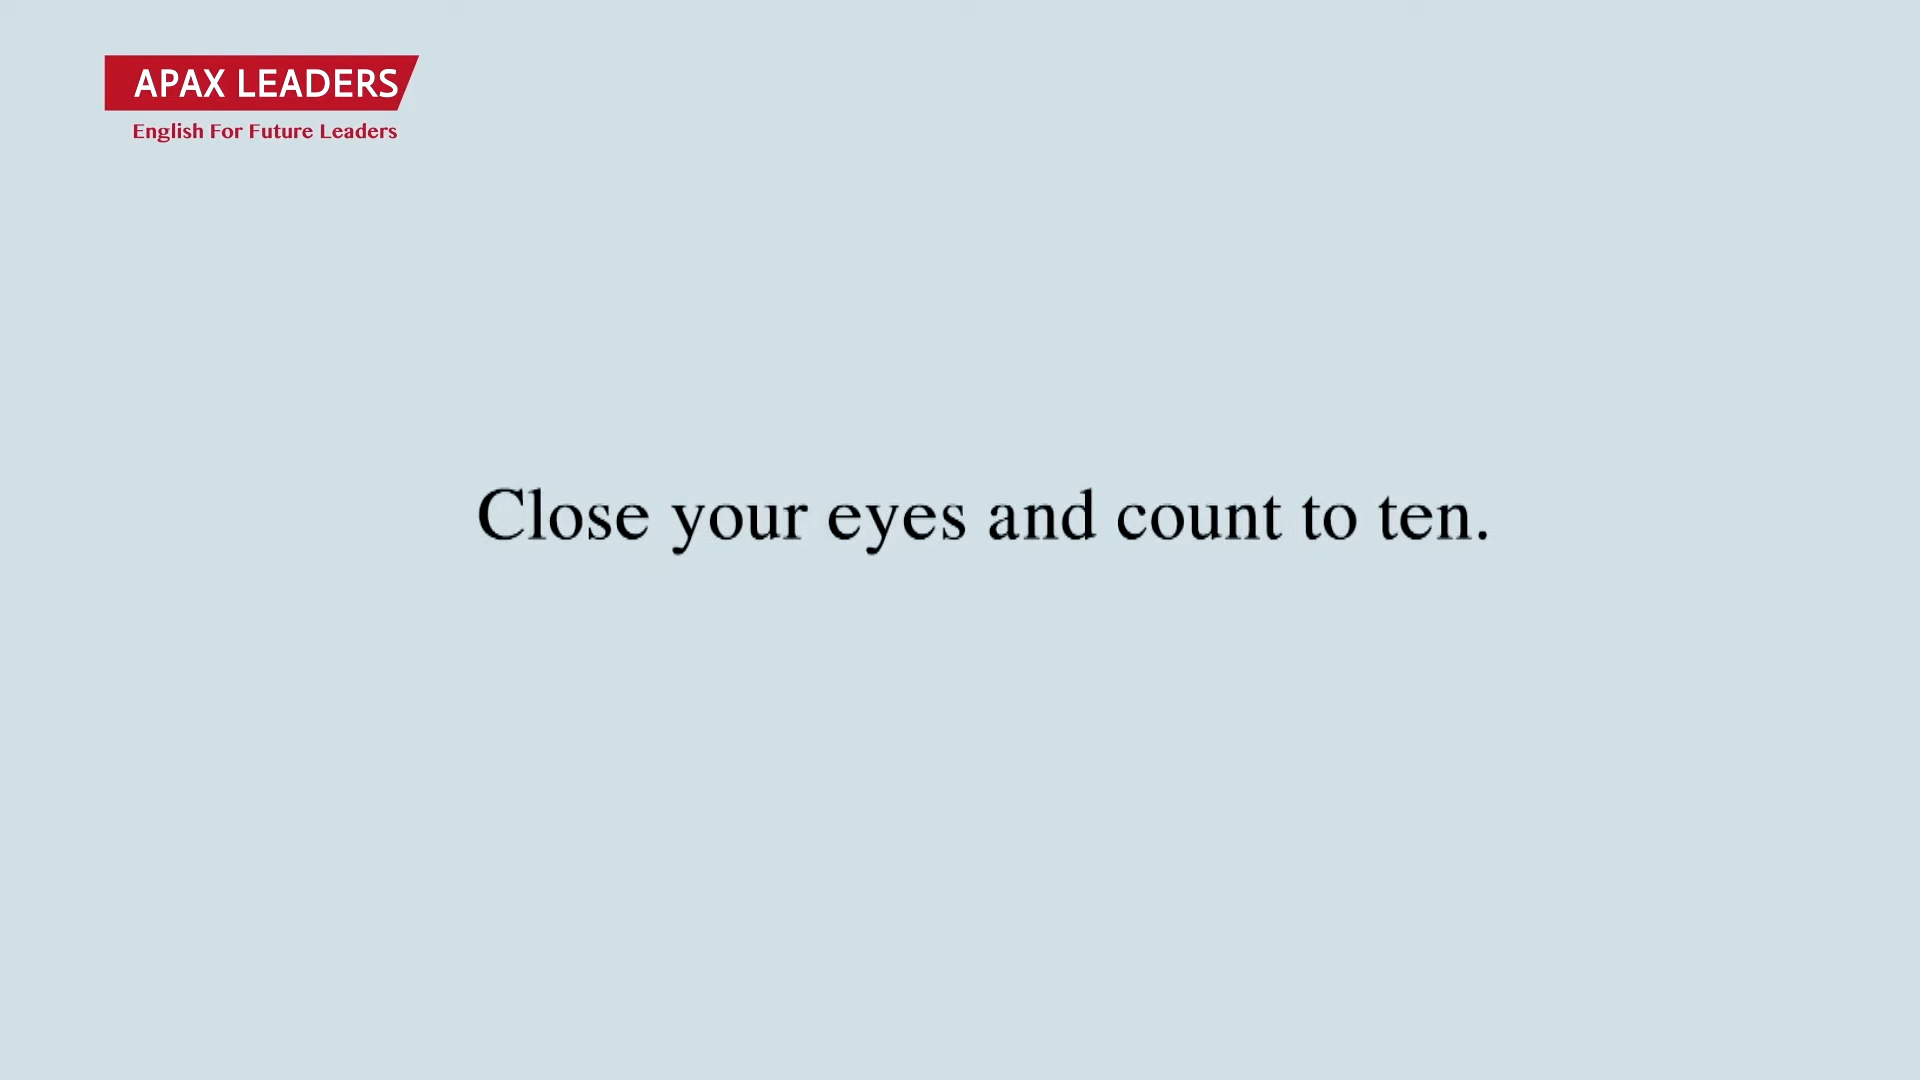 APAX LEADERS
English For Future Leaders
Close your eyes and count to ten.